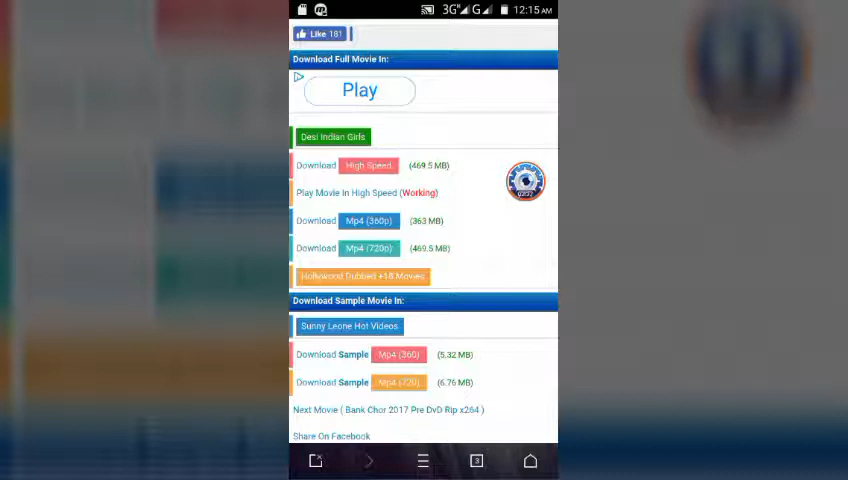 3G G 12:15 AM
Like 181
Download Full Movie In:
Play
Desi Indian Girls
Download High Speed (469.5 MB)
Play Movie In High Speed (Working)
Download Mp4 (360p) (363 MB)
Download Mp4 (720p) (469.5 MB)
Hollywood Dubbed +18 Movies
Download Sample Movie In:
Sunny Leone Hot Videos
Download Sample Mp4 (360) (5.32 MB)
Download Sample Mp4 (720) (6.76 MB)
Next Movie ( Bank Chor 2017 Pre DvD Rip x264 )
Share On Facebook
3